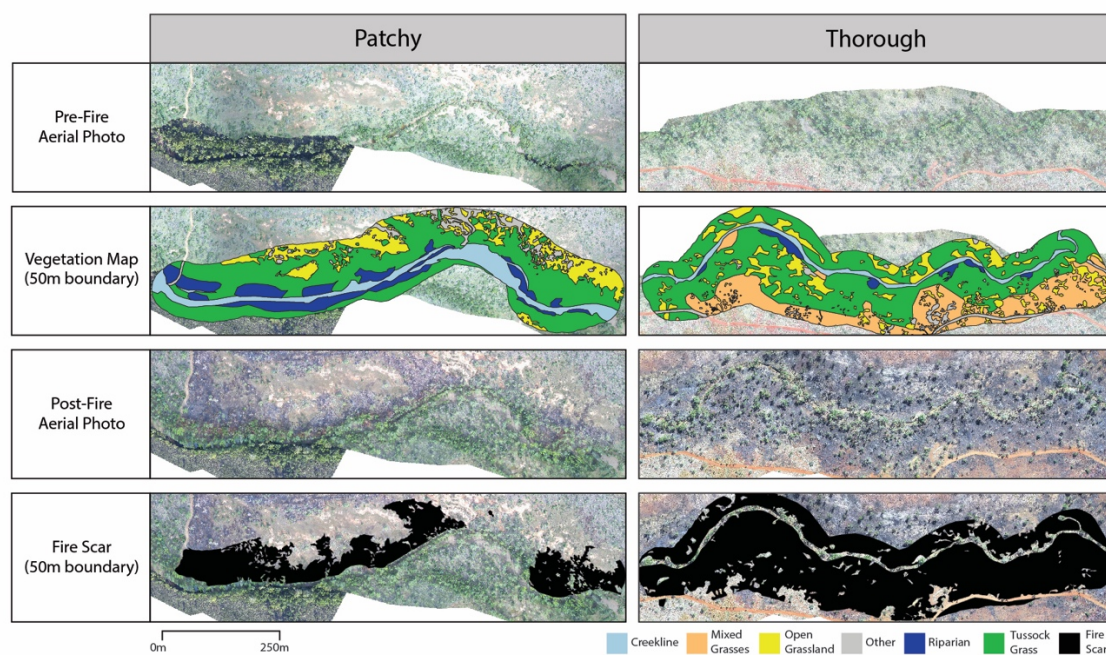 Patchy
Thorough
Pre-Fire
Aerial Photo
Vegetation Map
(50m boundary)
Post-Fire
Aerial Photo
Fire Scar
(50m boundary)
0m
250m
Creekline
Mixed
Grasses
Open
Grassland
Other
Riparian
Tussock
Grass
Fire
Scar